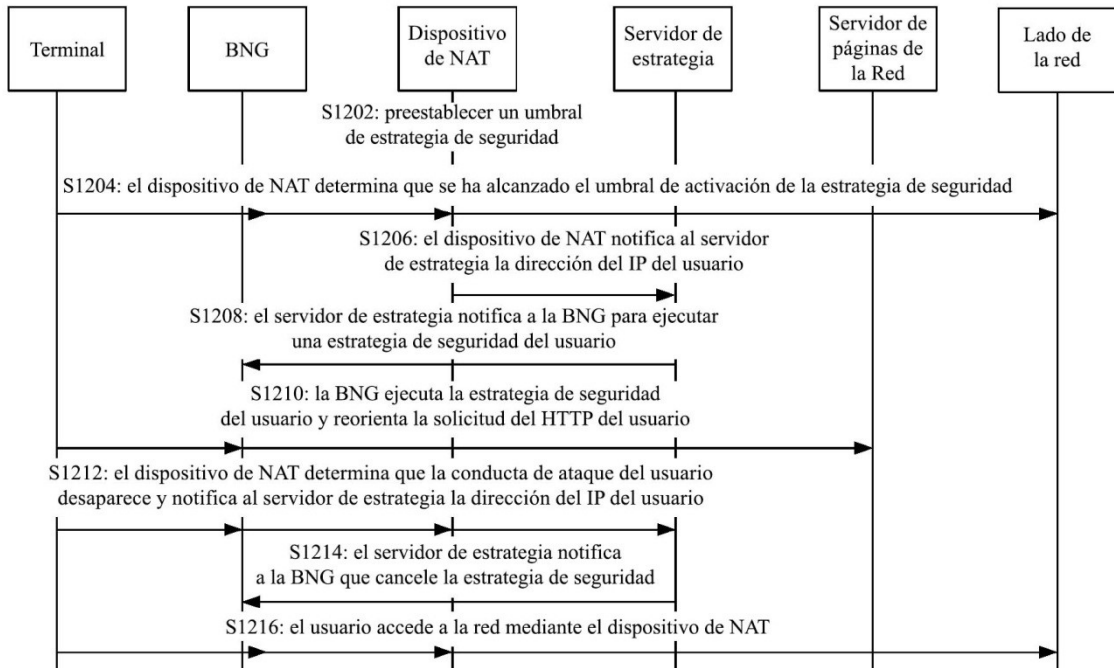 Terminal
BNG
Dispositivo
de NAT
Servidor de
estrategia
Servidor de
páginas de
la Red
Lado de
la red
S1202: preestablecer un umbral
de estrategia de seguridad
S1204: el dispositivo de NAT determina que se ha alcanzado el umbral de activación de la estrategia de seguridad
S1206: el dispositivo de NAT notifica al servidor
de estrategia la dirección del IP del usuario
S1208: el servidor de estrategia notifica a la BNG para ejecutar
una estrategia de seguridad del usuario
S1210: la BNG ejecuta la estrategia de seguridad
del usuario y reorienta la solicitud del HTTP del usuario
S1212: el dispositivo de NAT determina que la conducta de ataque del usuario
desaparece y notifica al servidor de estrategia la dirección del IP del usuario
S1214: el servidor de estrategia notifica
a la BNG que cancele la estrategia de seguridad
S1216: el usuario accede a la red mediante el dispositivo de NAT